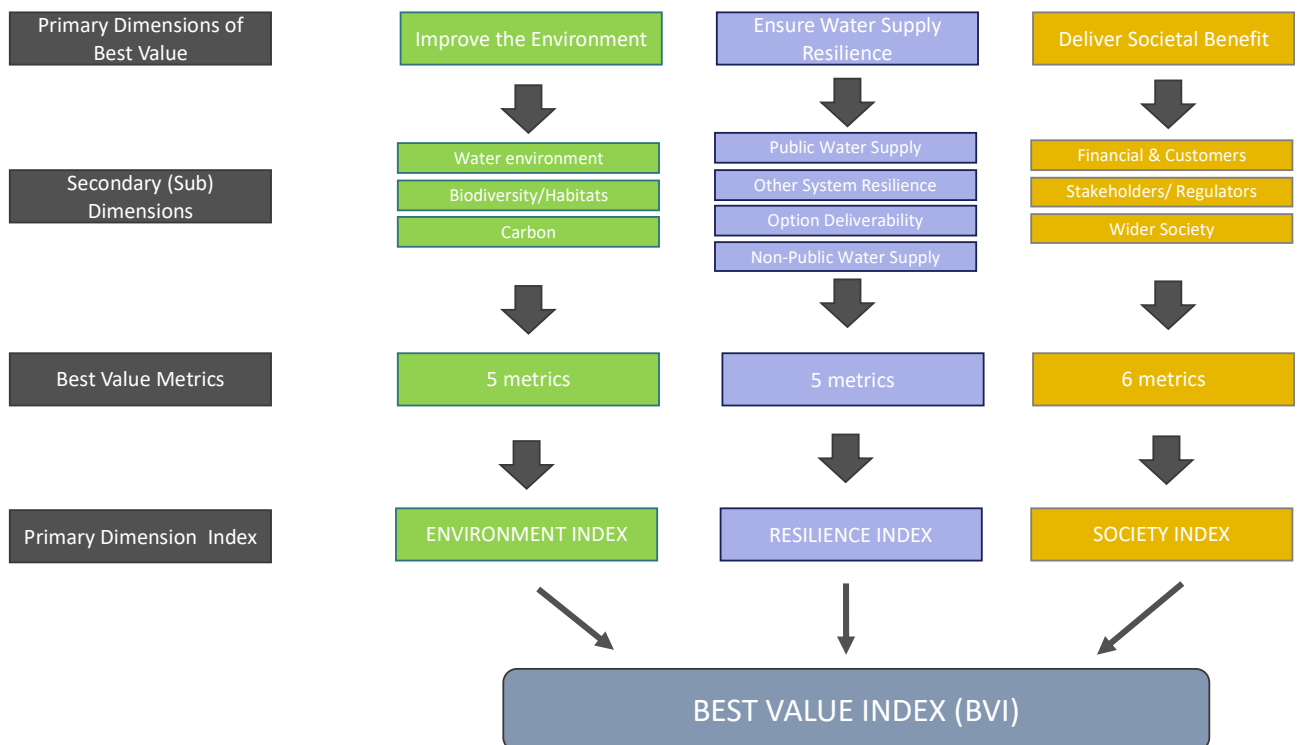 Primary Dimensions of
Best Value
Improve the Environment
Ensure Water Supply
Resilience
Deliver Societal Benefit
Secondary (Sub)
Dimensions
Water environment
Biodiversity/Habitats
Carbon
Public Water Supply
Other System Resilience
Option Deliverability
Non-Public Water Supply
Financial & Customers
Stakeholders/ Regulators
Wider Society
Best Value Metrics
5 metrics
5 metrics
6 metrics
Primary Dimension  Index
ENVIRONMENT INDEX
RESILIENCE INDEX
SOCIETY INDEX
BEST VALUE INDEX (BVI)